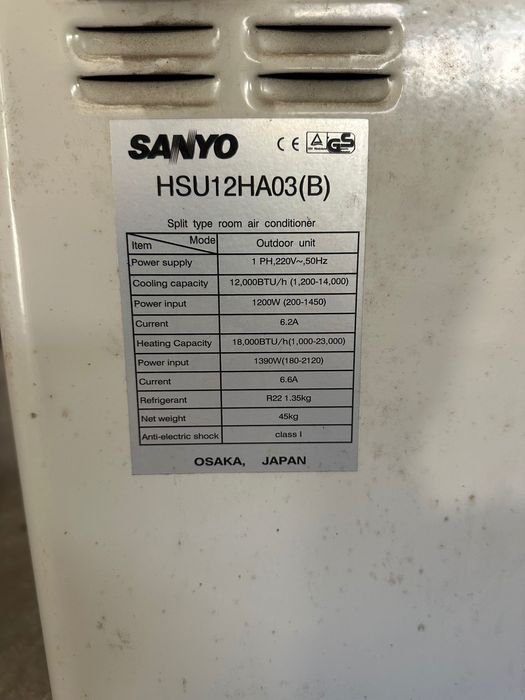 SANYO CE GS
HSU12HA03(B)
Split type room air conditioner
Item Mode Outdoor unit
Power supply 1 PH,220V~,50Hz
Cooling capacity 12,000BTU/h (1,200-14,000)
Power input 1200W (200-1450)
Current 6.2A
Heating Capacity 18,000BTU/h(1,000-23,000)
Power input 1390W(180-2120)
Current 6.6A
Refrigerant R22 1.35kg
Net weight 45kg
Anti-electric shock class I
OSAKA, JAPAN